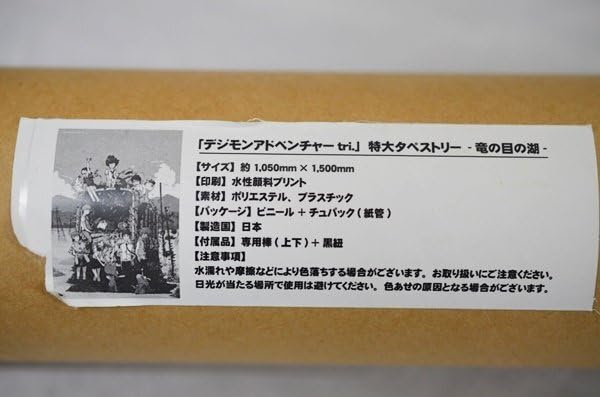 「デジモンアドベンチャー tri.」 特大タペストリー - 竜の目の湖 -
【サイズ】 約 1,050mm × 1,500mm
【印刷】 水性顔料プリント
【素材】 ポリエステル、プラスチック
【パッケージ】 ビニール + チュパック ( 紙管 )
【製造国】 日本
【付属品】 専用棒 ( 上下 ) + 黒紐
【注意事項】
水濡れや摩擦などにより色落ちする場合がございます。お取り扱いにご注意ください。
日光が当たる場所で使用は避けてください。色あせの原因となる場合がございます。